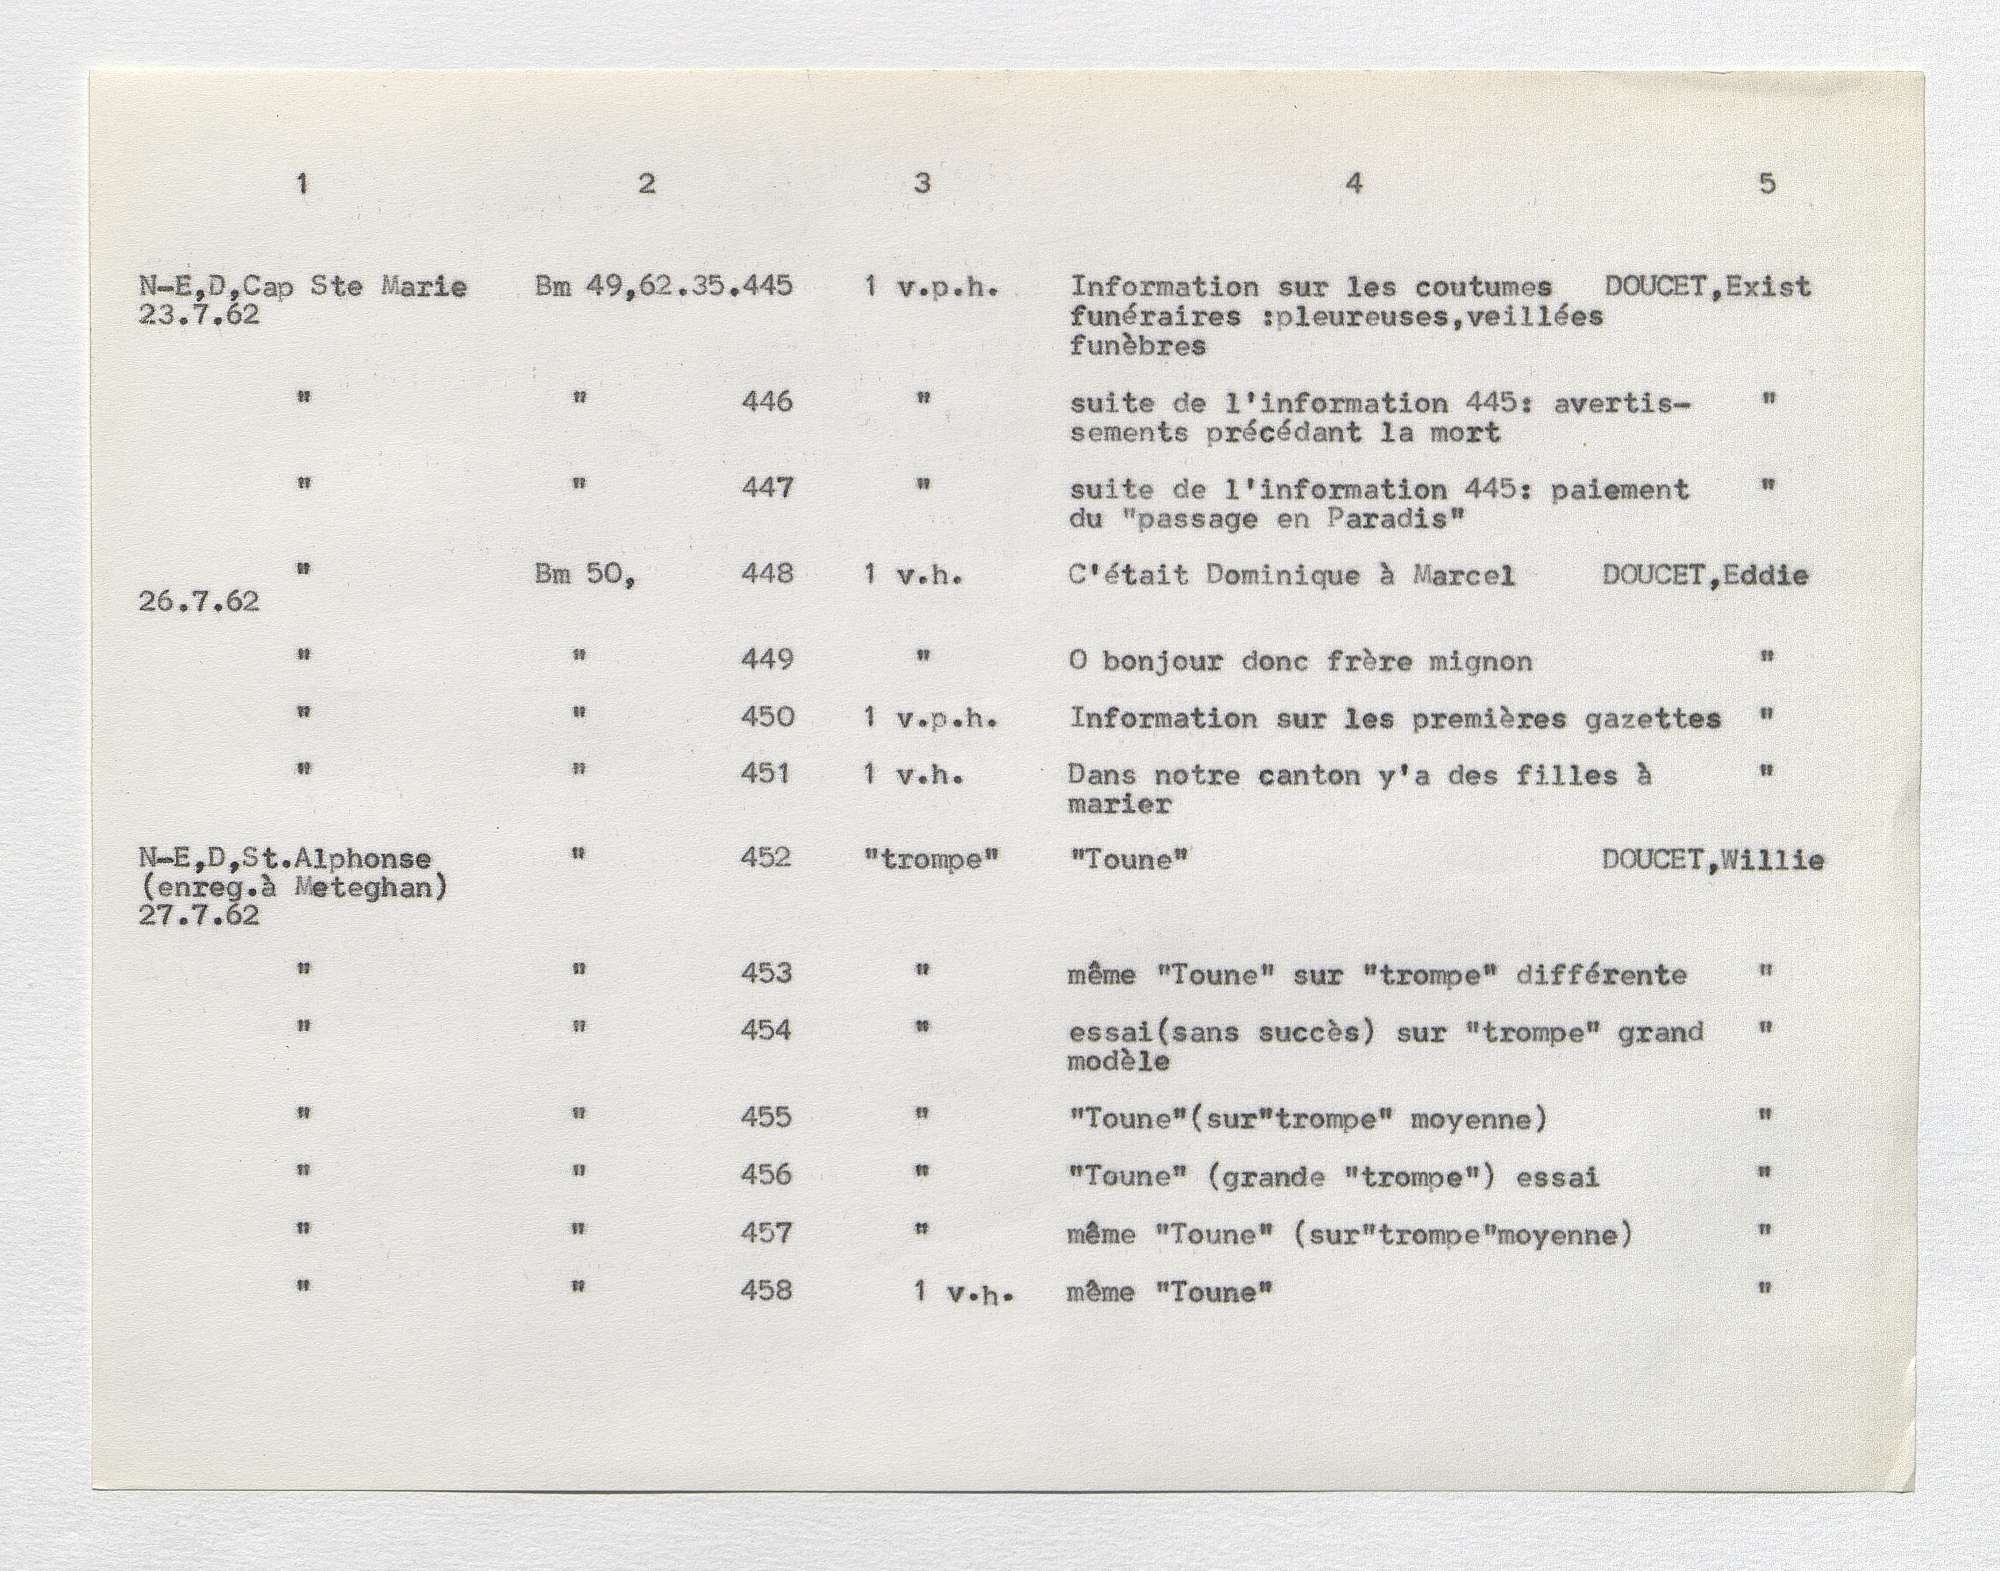 1 2 3 4 5
N-E,D,Cap Ste Marie Bm 49,62.35.445 1 v.p.h. Information sur les coutumes DOUCET,Exist
23.7.62 funéraires :pleureuses,veillées
funèbres
" " 446 " suite de l'information 445: avertis- "
sements précédant la mort
" " 447 " suite de l'information 445: paiement "
du "passage en Paradis"
" Bm 50, 448 1 v.h. C'était Dominique à Marcel DOUCET,Eddie
26.7.62
" " 449 " O bonjour donc frère mignon "
" " 450 1 v.p.h. Information sur les premières gazettes "
" " 451 1 v.h. Dans notre canton y'a des filles à "
marier
N-E,D,St.Alphonse " 452 "trompe" "Toune" DOUCET,Willie
(enreg.à Meteghan)
27.7.62
" " 453 " même "Toune" sur "trompe" différente "
" " 454 " essai(sans succès) sur "trompe" grand "
modèle
" " 455 " "Toune"(sur"trompe" moyenne) "
" " 456 " "Toune" (grande "trompe") essai "
" " 457 " même "Toune" (sur"trompe"moyenne) "
" " 458 1 v.h. même "Toune" "